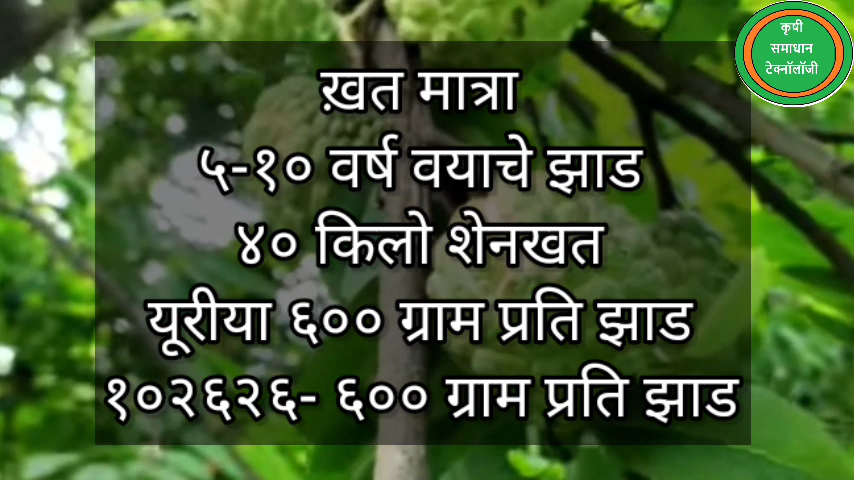 ख़त मात्रा
५-१० वर्ष वयाचे झाड
४० किलो शेनखत
यूरीया ६०० ग्राम प्रति झाड
१०२६२६- ६०० ग्राम प्रति झाड
कृषी
समाधान
टेक्नॉलॉजी